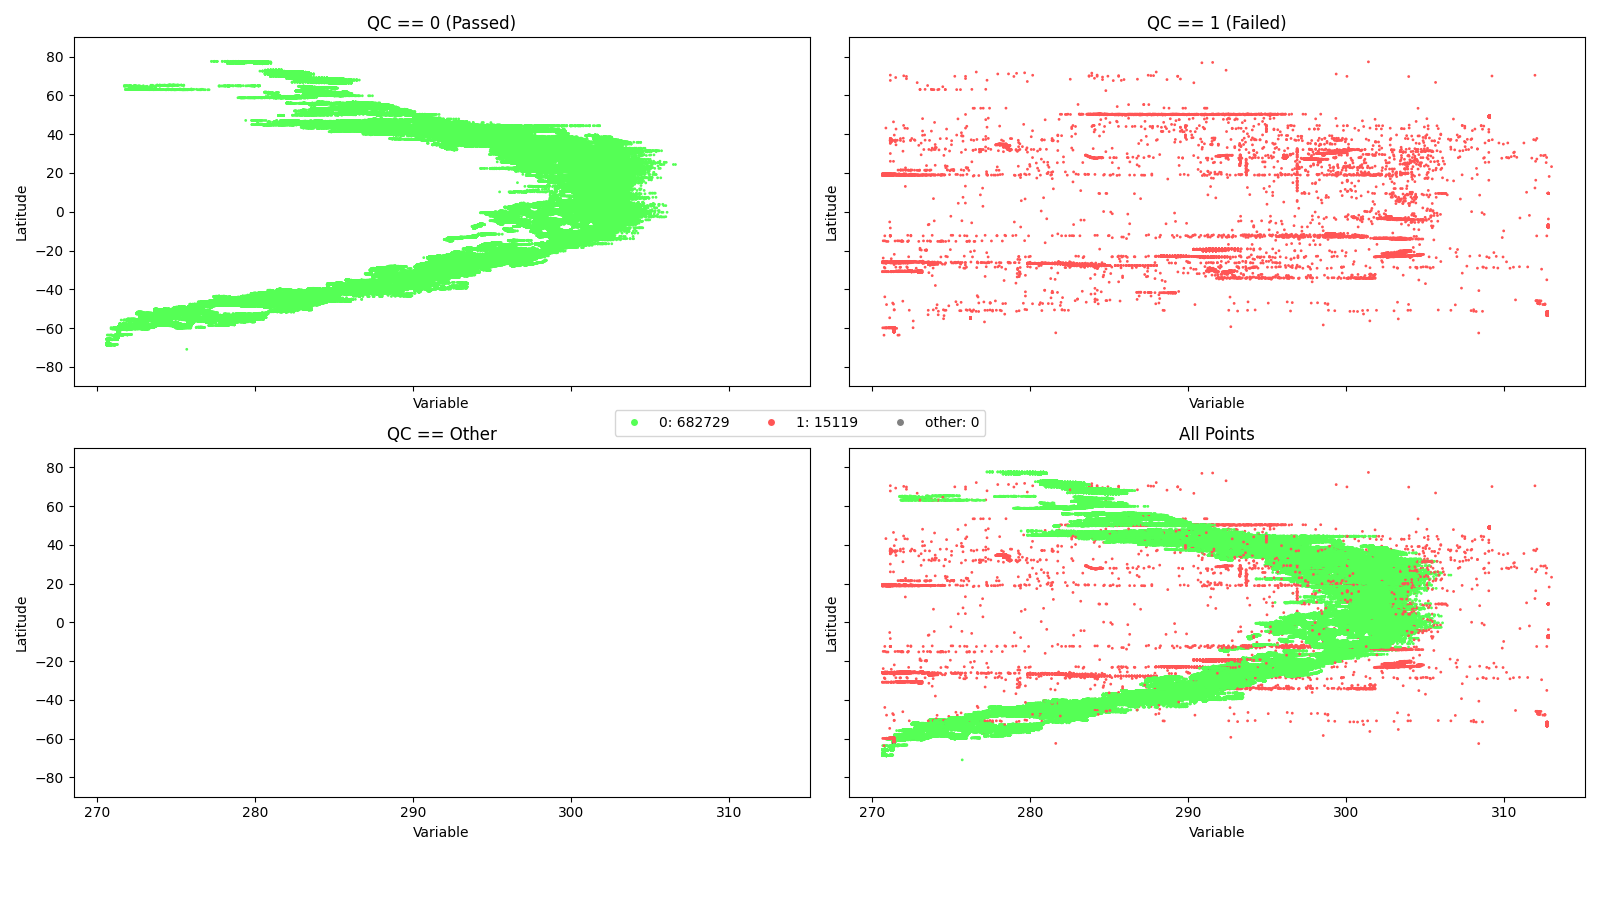 QC == 0 (Passed)
QC == 1 (Failed)
80
60
40
20
0
−20
−40
−60
−80
Latitude
Latitude
Variable
Variable
0: 682729 1: 15119 other: 0
QC == Other
All Points
80
60
40
20
0
−20
−40
−60
−80
Latitude
Latitude
270 280 290 300 310
270 280 290 300 310
Variable
Variable